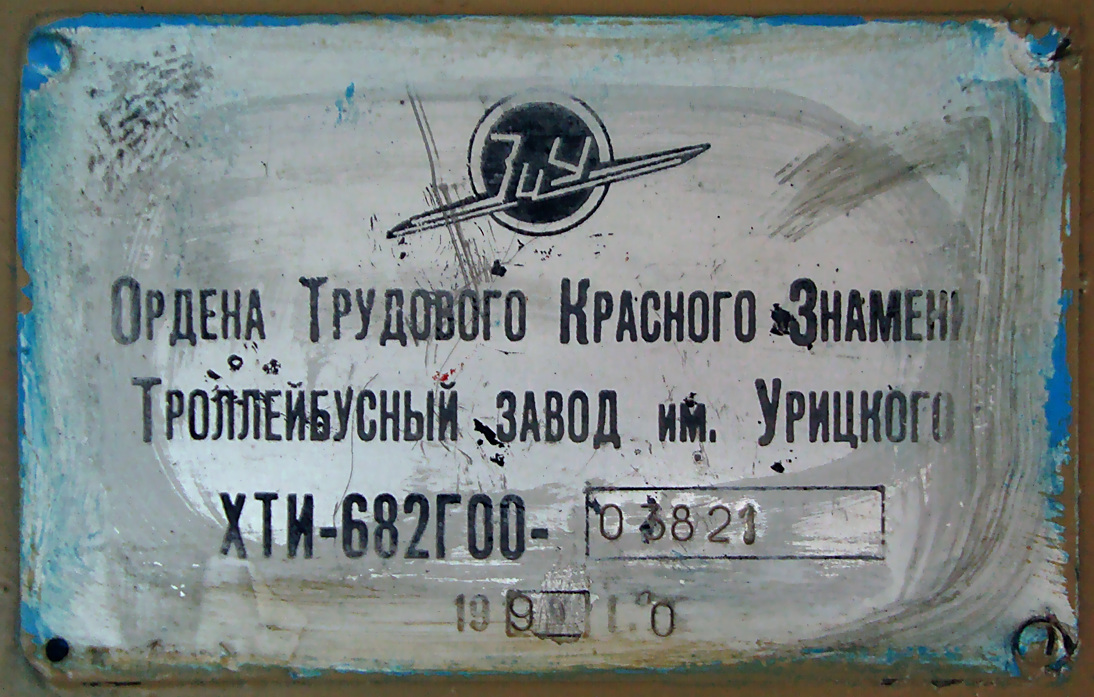 ЗиУ
Ордена Трудового Красного Знамени
Троллейбусный завод им. Урицкого
ХТИ-682Г00- 03821